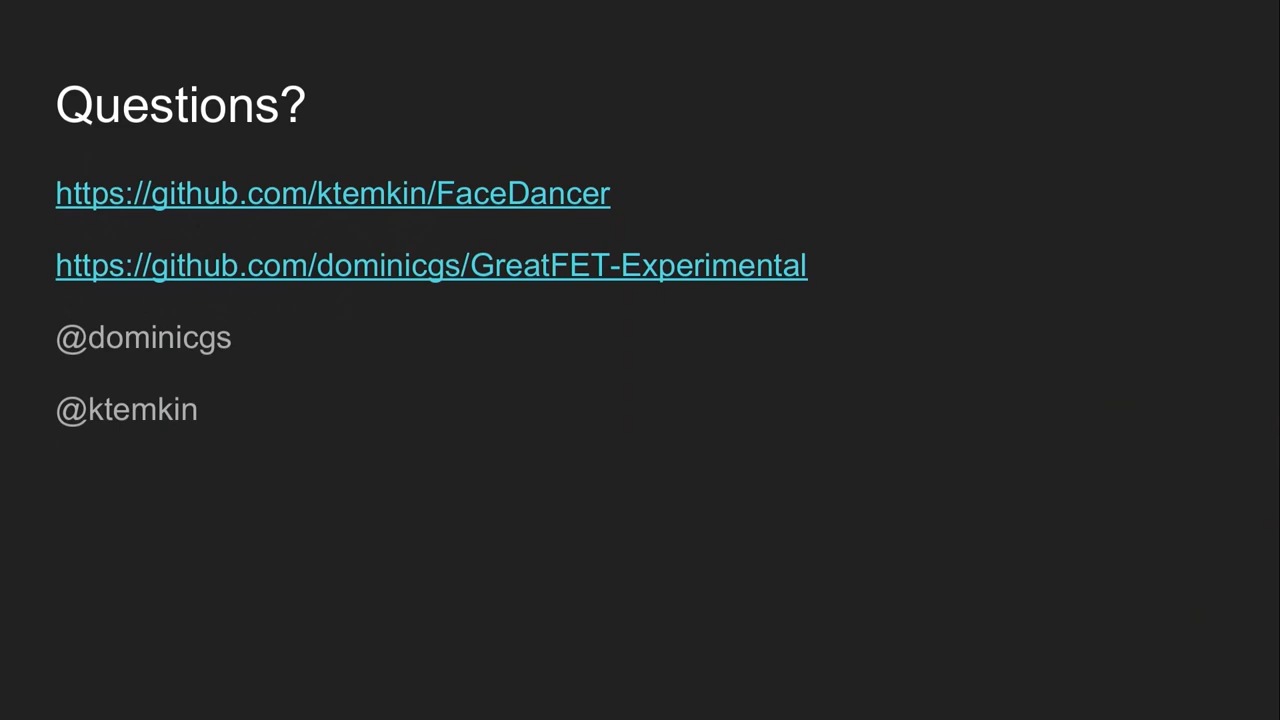 Questions?
https://github.com/ktemkin/FaceDancer
https://github.com/dominicgs/GreatFET-Experimental
@dominicgs
@ktemkin